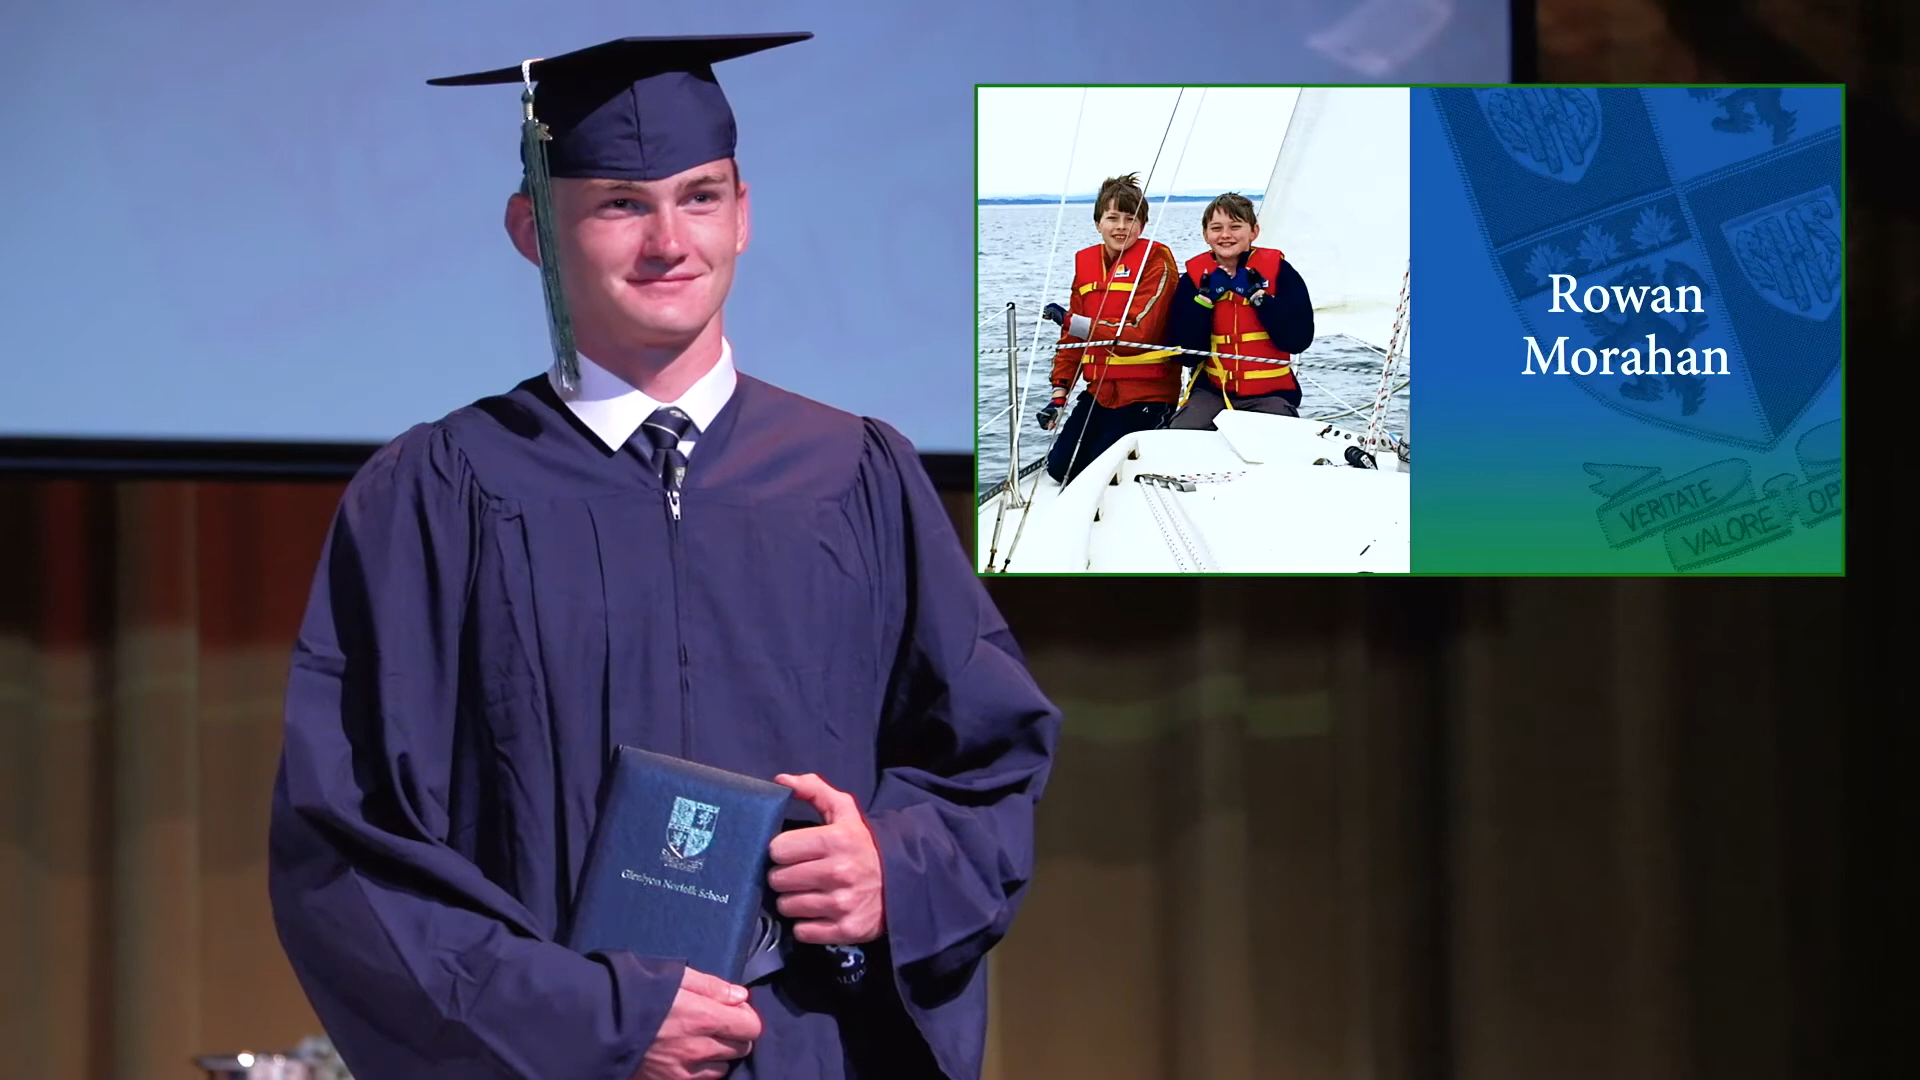 Rowan
Morahan
VERITATE
VALORE
Glenlyon Norfolk School